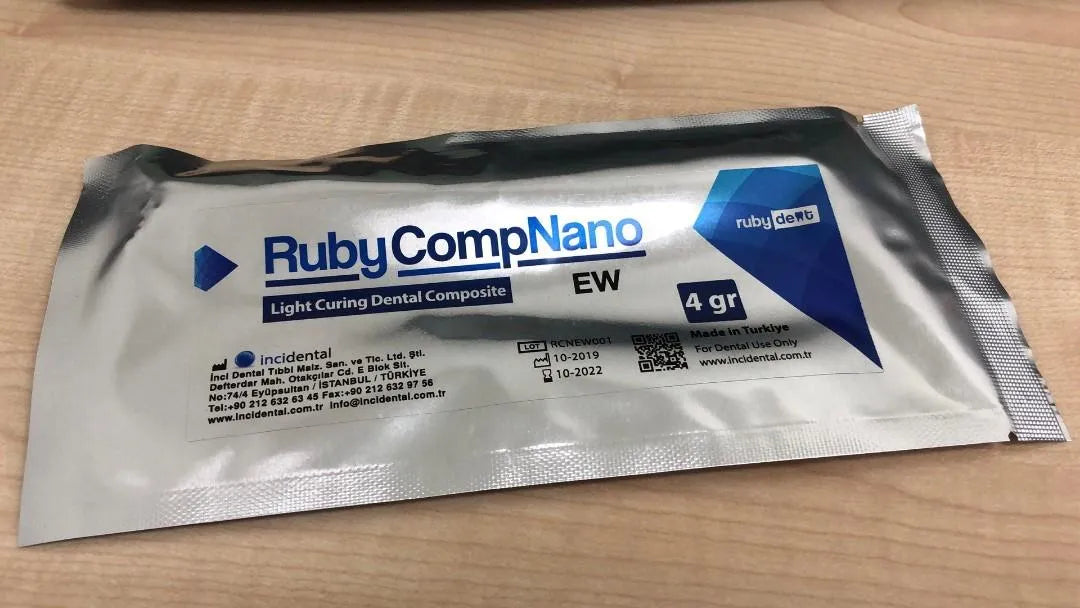 RubyCompNano
EW
Light Curing Dental Composite
rubydent
4 gr
Made in Turkiye
For Dental Use Only
www.incidental.com.tr
LOT RCNEW001
10-2019
10-2022
incidental
İnci Dental Tıbbi Malz. San. ve Tic. Ltd. Şti.
Defterdar Mah. Otakçılar Cd. E Blok Sit.
No:74/4 Eyüpsultan / İSTANBUL / TÜRKİYE
Tel:+90 212 632 63 45 Fax:+90 212 632 97 56
www.incidental.com.tr info@incidental.com.tr